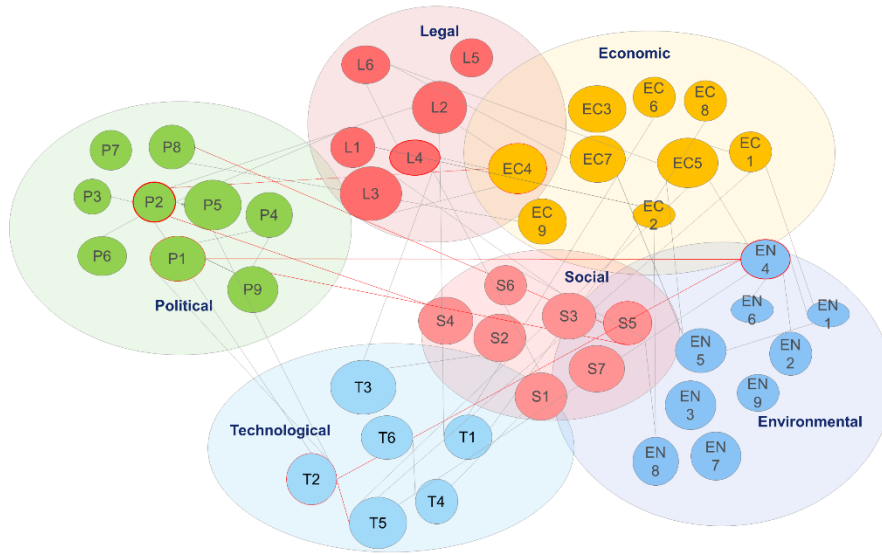 Legal
L6
L5
L2
L1
L4
L3
Economic
EC3
EC
6
EC
8
EC4
EC7
EC5
EC
1
EC
9
EC
2
P7
P8
P3
P2
P5
P4
P6
P1
P9
Political
Social
S6
S4
S2
S3
S5
S7
S1
EN
4
EN
6
EN
1
EN
5
EN
2
EN
9
EN
3
EN
8
EN
7
Environmental
Technological
T3
T6
T1
T2
T4
T5